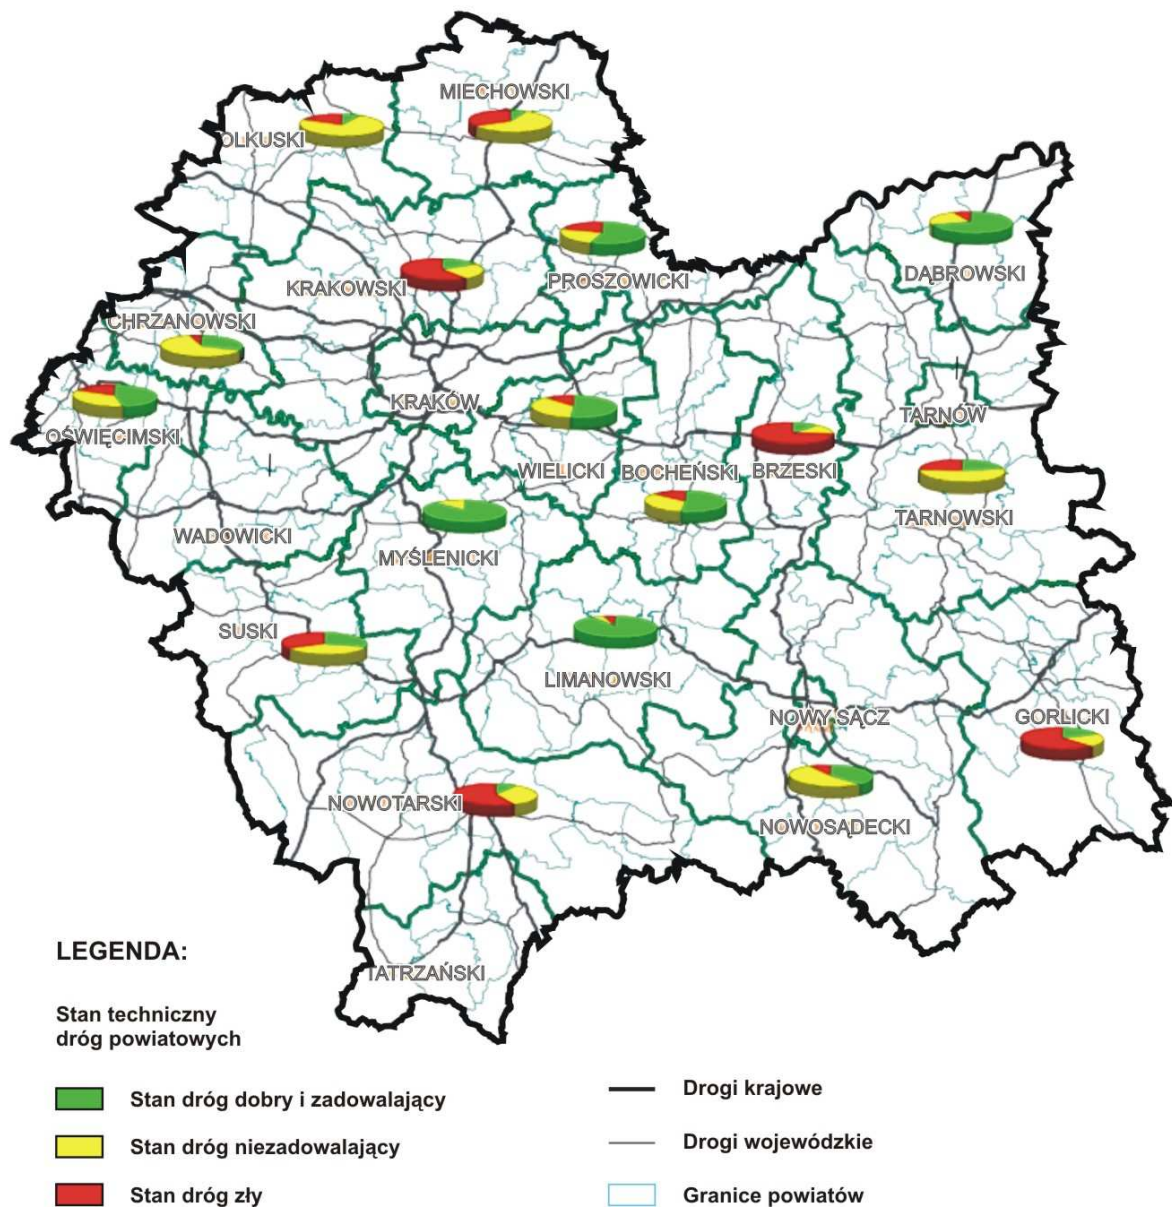 MIECHOWSKI
OLKUSKI
DĄBROWSKI
PROSZOWICKI
KRAKOWSKI
CHRZANOWSKI
KRAKÓW
TARNÓW
OŚWIĘCIMSKI
WIELICKI
BOCHEŃSKI
BRZESKI
TARNOWSKI
WADOWICKI
MYŚLENICKI
SUSKI
LIMANOWSKI
NOWY SĄCZ
GORLICKI
NOWOTARSKI
NOWOSĄDECKI
TATRZAŃSKI
LEGENDA:
Stan techniczny
dróg powiatowych
Stan dróg dobry i zadowalający
Stan dróg niezadowalający
Stan dróg zły
Drogi krajowe
Drogi wojewódzkie
Granice powiatów